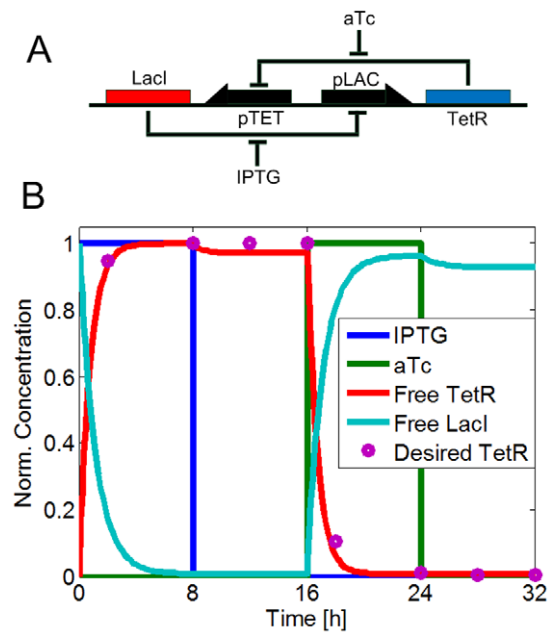 A
aTc
LacI
pLAC
pTET
TetR
IPTG
B
Norm. Concentration
1
0.8
0.6
0.4
0.2
0
0 8 16 24 32
Time [h]
IPTG
aTc
Free TetR
Free LacI
Desired TetR